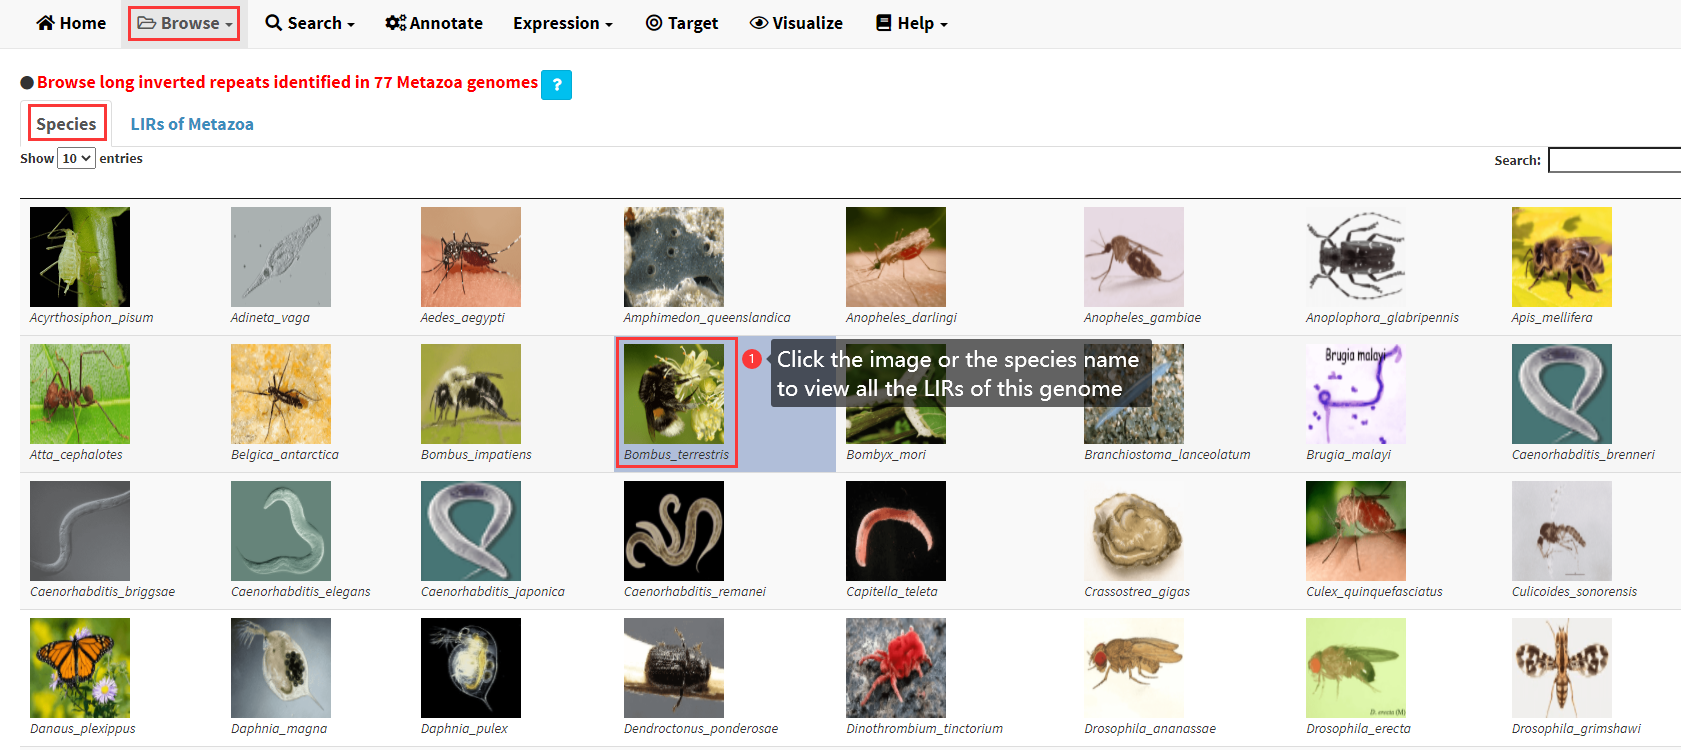 Home Browse Search Annotate Expression Target Visualize Help
Browse long inverted repeats identified in 77 Metazoa genomes ?
Species LIRs of Metazoa
Show 10 entries Search:
Acyrthosiphon_pisum Adineta_vaga Aedes_aegypti Amphimedon_queenslandica Anopheles_darlingi Anopheles_gambiae Anoplophora_glabripennis Apis_mellifera
1 Click the image or the species name
to view all the LIRs of this genome
Brugia malayi
Atta_cephalotes Belgica_antarctica Bombus_impatiens Bombus_terrestris Bombyx_mori Branchiostoma_lanceolatum Brugia_malayi Caenorhabditis_brenneri
Caenorhabditis_briggsae Caenorhabditis_elegans Caenorhabditis_japonica Caenorhabditis_remanei Capitella_teleta Crassostrea_gigas Culex_quinquefasciatus Culicoides_sonorensis
D. erecta (M)
Danaus_plexippus Daphnia_magna Daphnia_pulex Dendroctonus_ponderosae Dinothrombium_tinctorium Drosophila_ananassae Drosophila_erecta Drosophila_grimshawi